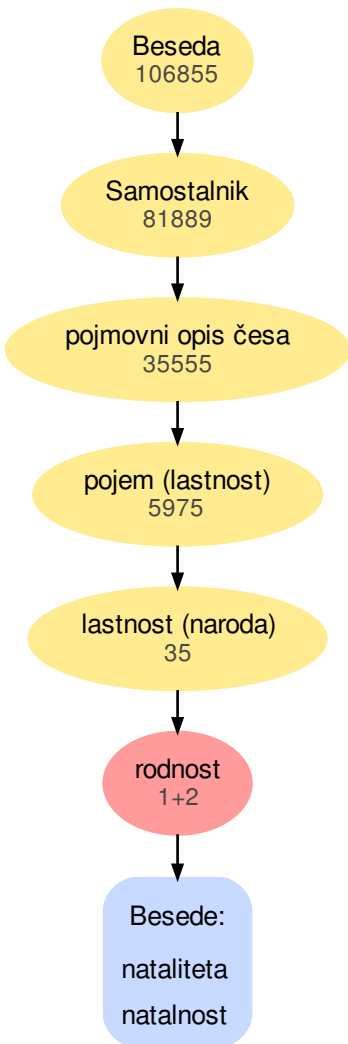 Beseda
106855
Samostalnik
81889
pojmovni opis česa
35555
pojem (lastnost)
5975
lastnost (naroda)
35
rodnost
1+2
Besede:
nataliteta
natalnost